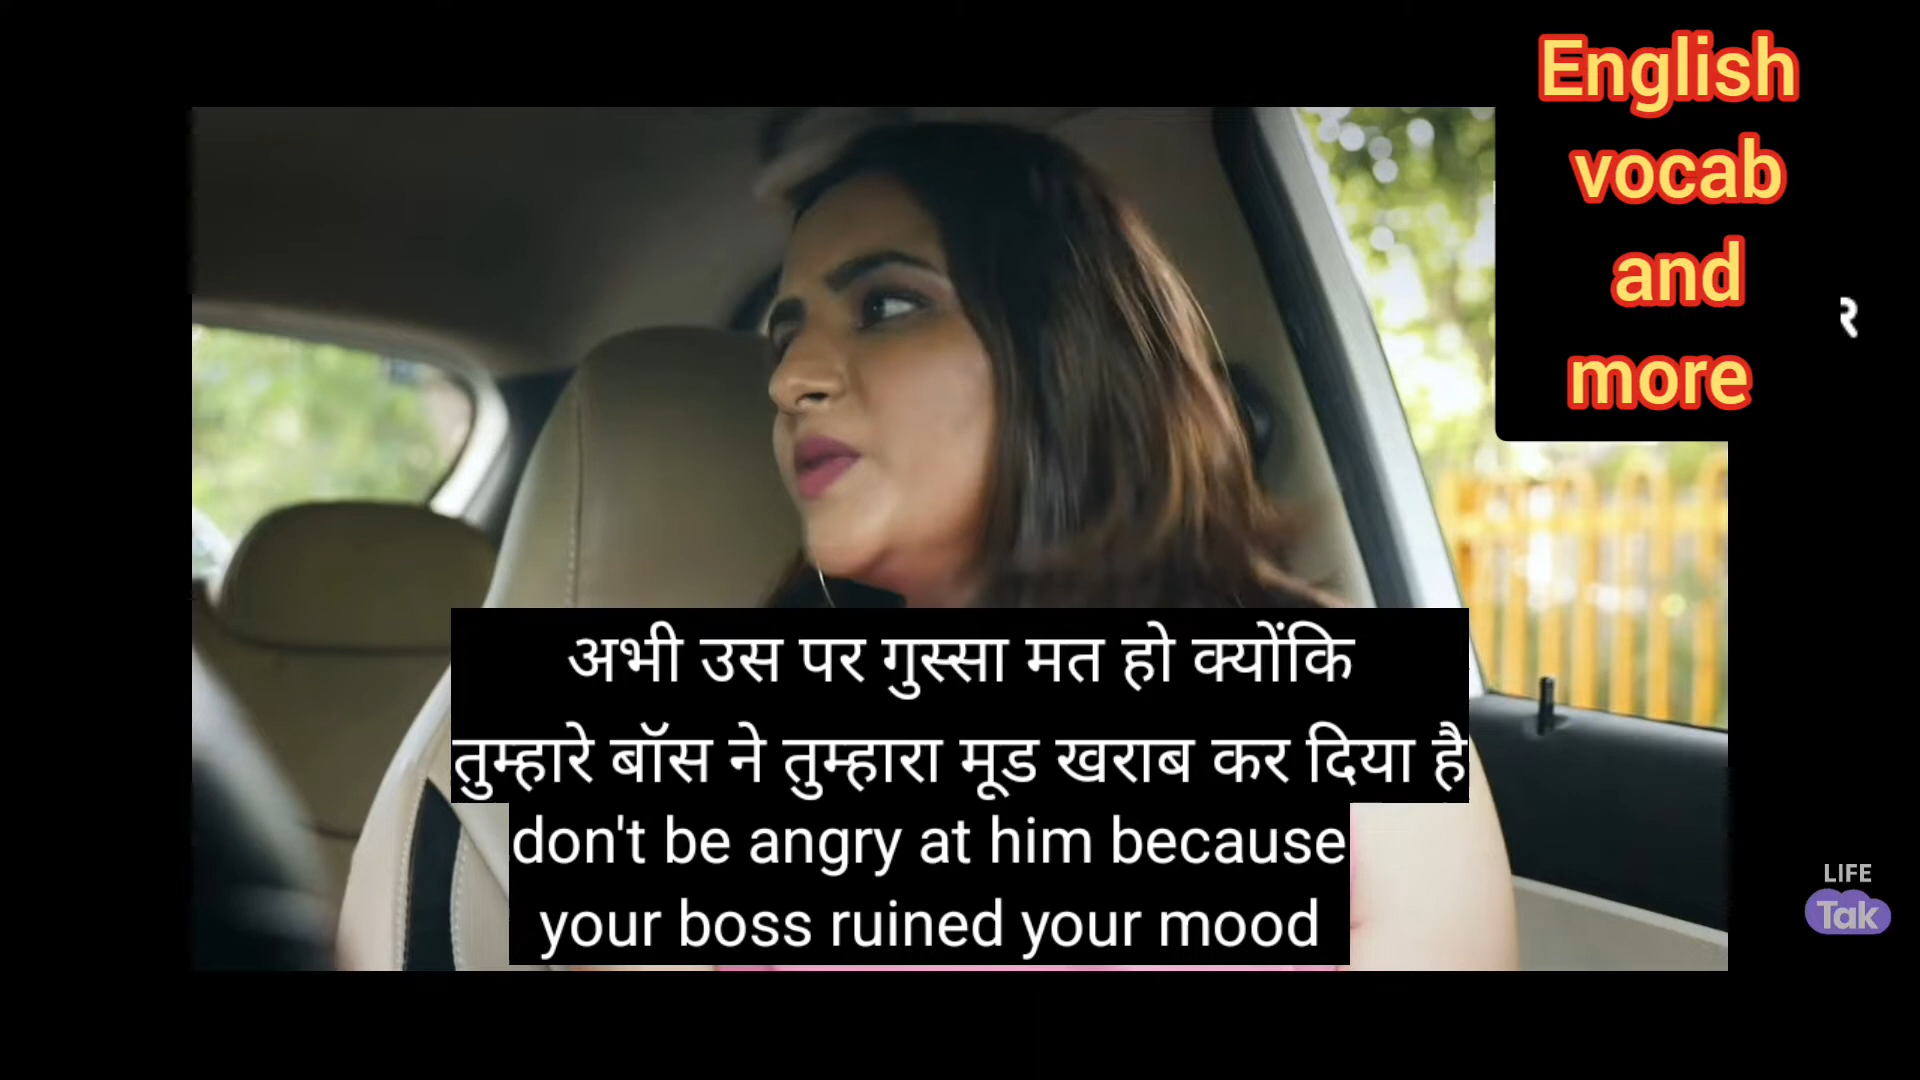 English
vocab
and
more
र
अभी उस पर गुस्सा मत हो क्योंकि
तुम्हारे बॉस ने तुम्हारा मूड खराब कर दिया है
don't be angry at him because
your boss ruined your mood
LIFE
Tak